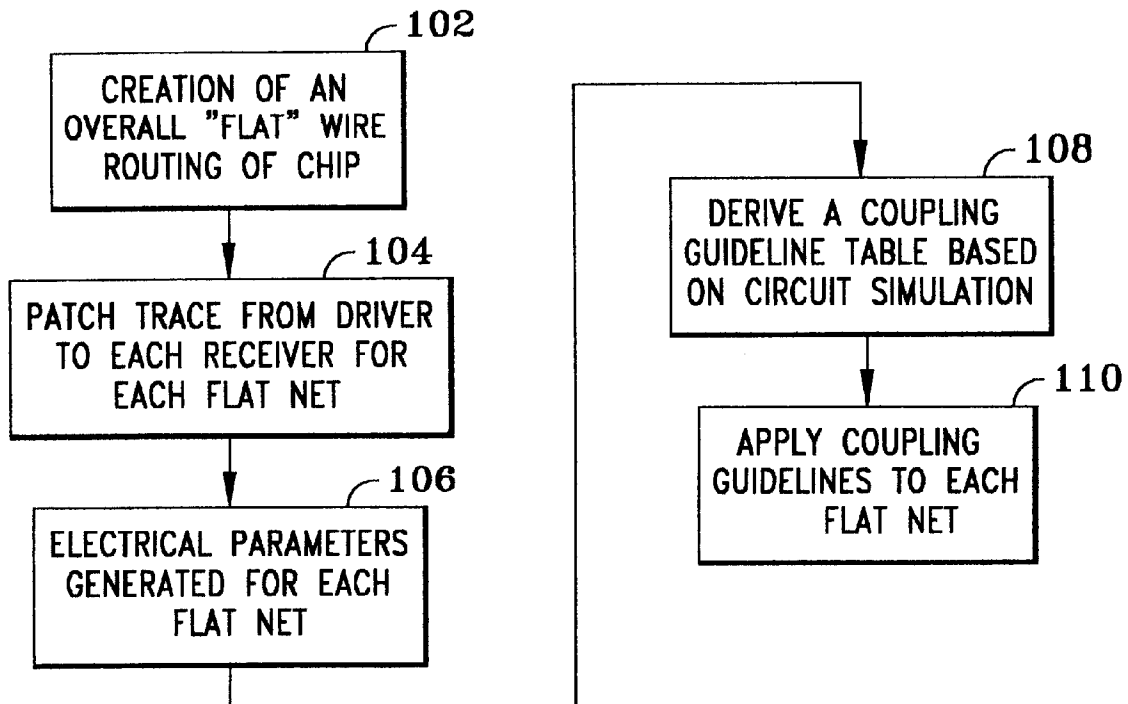 102
CREATION OF AN
OVERALL "FLAT" WIRE
ROUTING OF CHIP
104
PATCH TRACE FROM DRIVER
TO EACH RECEIVER FOR
EACH FLAT NET
106
ELECTRICAL PARAMETERS
GENERATED FOR EACH
FLAT NET
108
DERIVE A COUPLING
GUIDELINE TABLE BASED
ON CIRCUIT SIMULATION
110
APPLY COUPLING
GUIDELINES TO EACH
FLAT NET